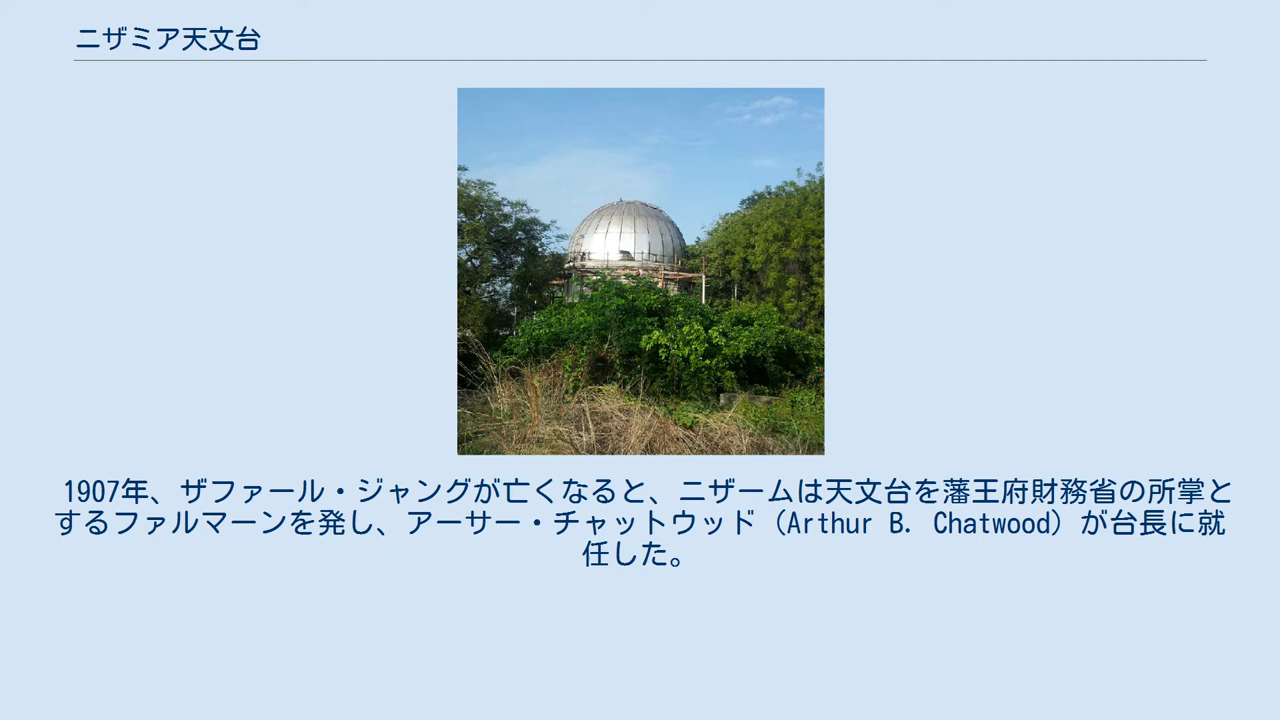 ニザミア天文台
1907年、ザファール・ジャングが亡くなると、ニザームは天文台を藩王府財務省の所掌と
するファルマーンを発し、アーサー・チャットウッド（Arthur B. Chatwood）が台長に就
任した。